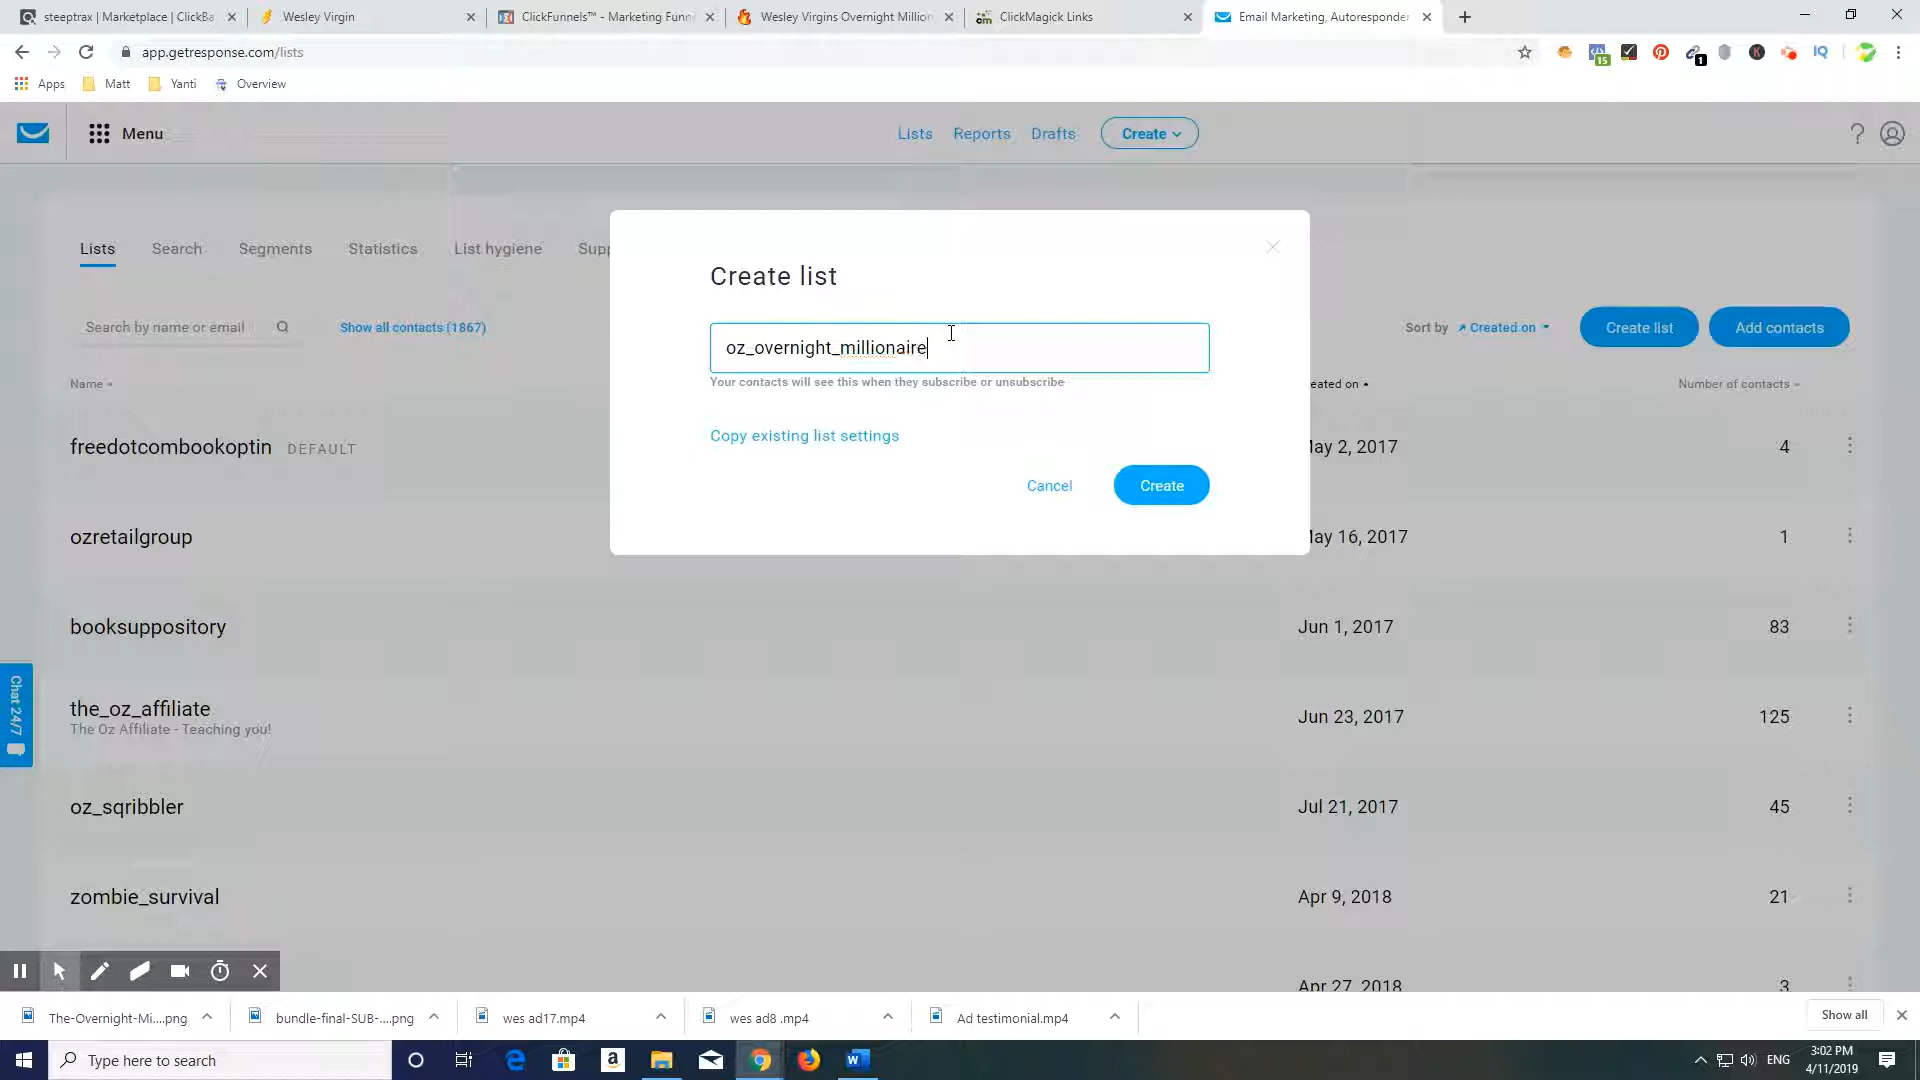 steeptrax | Marketplace | ClickBa
Wesley Virgin
ClickFunnels™ - Marketing Funn
Wesley Virgins Overnight Million
ClickMagick Links
Email Marketing, Autoresponder
app.getresponse.com/lists
15
1
IQ
Apps
Matt
Yanti
Overview
Menu
Lists
Reports
Drafts
Create
Lists
Search
Segments
Statistics
List hygiene
Supp
Create list
oz_overnight_millionaire
Your contacts will see this when they subscribe or unsubscribe
Copy existing list settings
Cancel
Create
Search by name or email
Show all contacts (1867)
Sort by
Created on
Create list
Add contacts
Name
eated on
Number of contacts
freedotcombookoptin DEFAULT
May 2, 2017
4
ozretailgroup
May 16, 2017
1
booksuppository
Jun 1, 2017
83
the_oz_affiliate
The Oz Affiliate - Teaching you!
Jun 23, 2017
125
oz_sqribbler
Jul 21, 2017
45
zombie_survival
Apr 9, 2018
21
Apr 27, 2018
3
Chat 24/7
The-Overnight-Mi....png
bundle-final-SUB-....png
wes ad17.mp4
wes ad8 .mp4
Ad testimonial.mp4
Show all
Type here to search
ENG
3:02 PM
4/11/2019